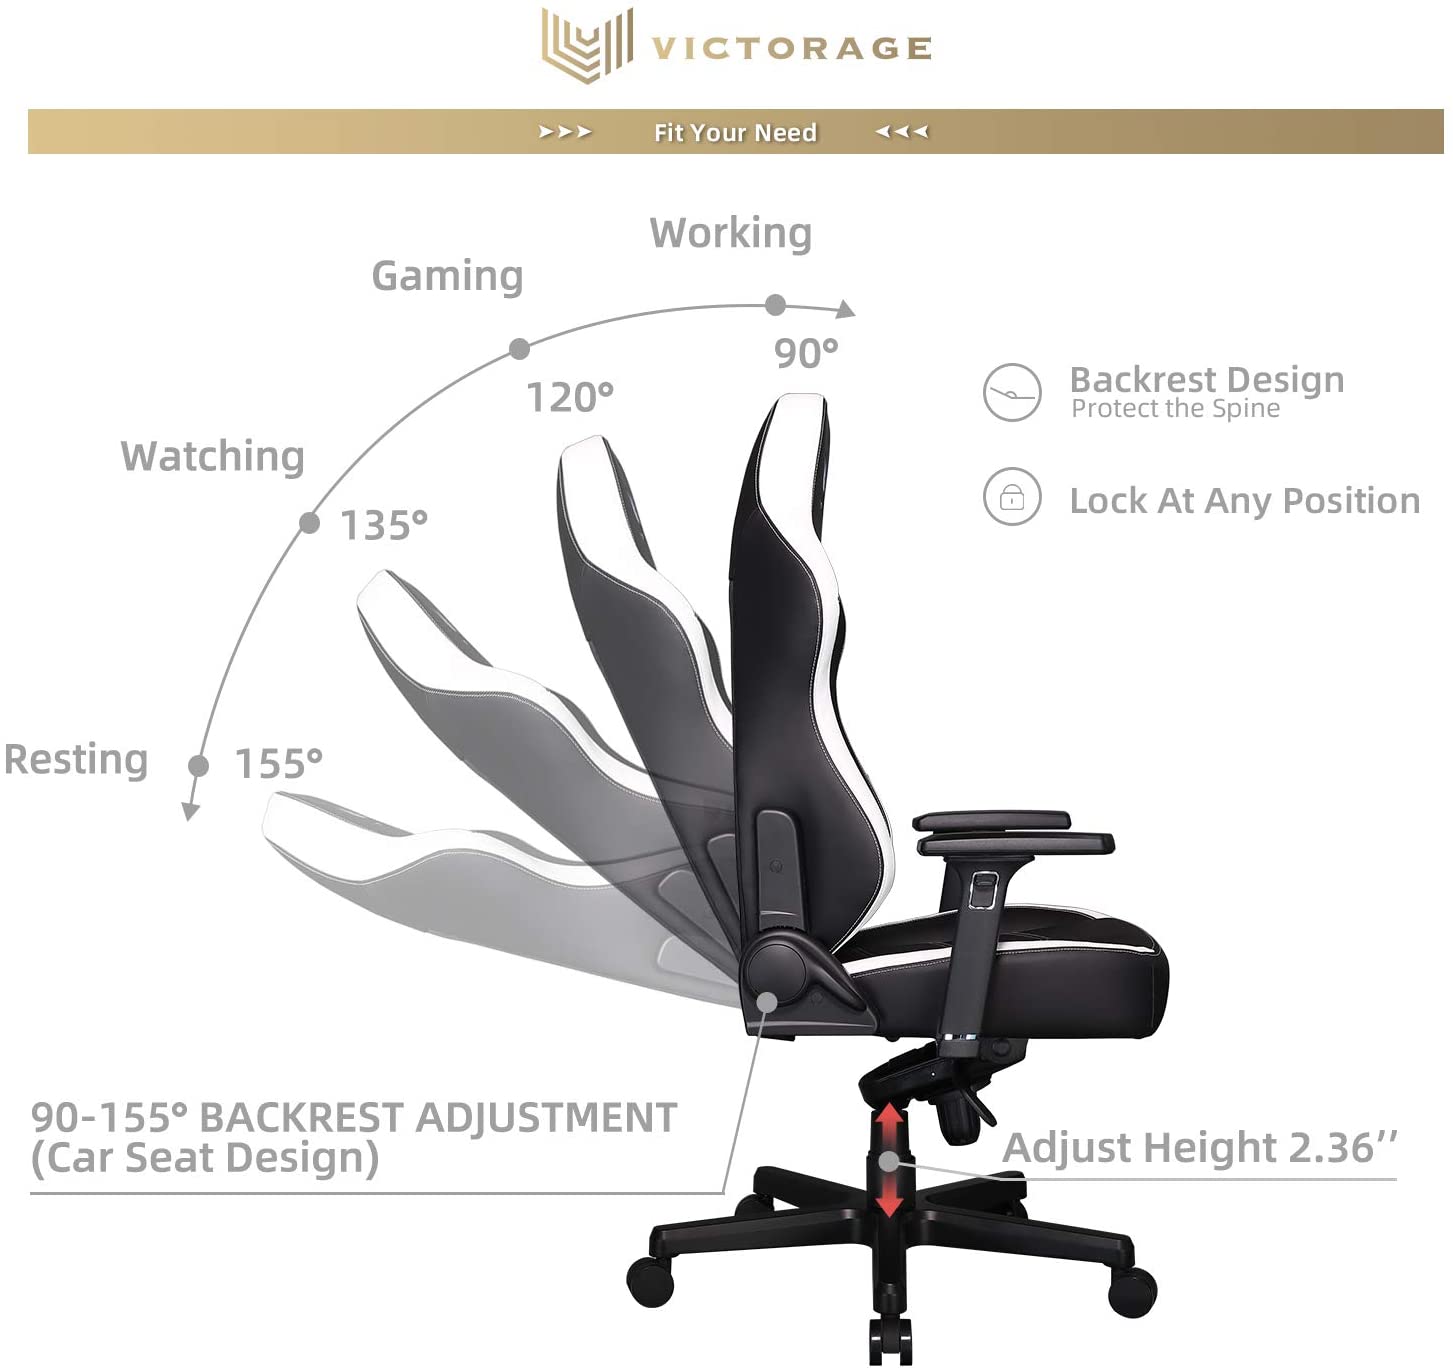 VICTORAGE
Fit Your Need
Working
Gaming
90°
120°
Backrest Design
Protect the Spine
Watching
Lock At Any Position
135°
Resting
155°
90-155° BACKREST ADJUSTMENT
(Car Seat Design)
Adjust Height 2.36’’